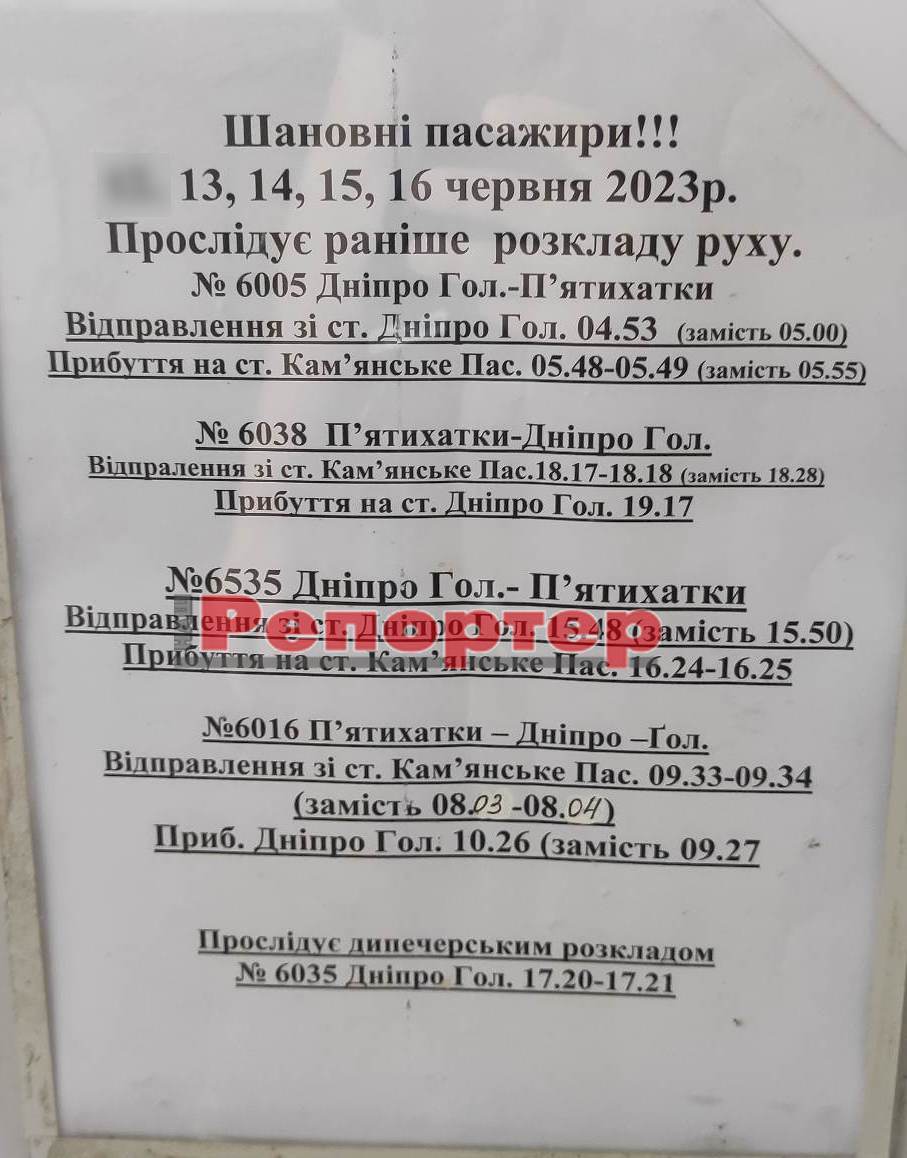 Шановні пасажири!!!
13, 14, 15, 16 червня 2023р.
Прослідує раніше розкладу руху.
№ 6005 Дніпро Гол.-П’ятихатки
Відправлення зі ст. Дніпро Гол. 04.53 (замість 05.00)
Прибуття на ст. Кам’янське Пас. 05.48-05.49 (замість 05.55)
№ 6038 П’ятихатки-Дніпро Гол.
Відпралення зі ст. Кам’янське Пас.18.17-18.18 (замість 18.28)
Прибуття на ст. Дніпро Гол. 19.17
№6535 Дніпро Гол.- П’ятихатки
Репортер
Відправлення зі ст. Дніпро Гол. 15.48 (замість 15.50)
Прибуття на ст. Кам’янське Пас. 16.24-16.25
№6016 П’ятихатки – Дніпро –Ґол.
Відправлення зі ст. Кам’янське Пас. 09.33-09.34
(замість 08.03 -08.04)
Приб. Дніпро Гол. 10.26 (замість 09.27
Прослідує дипечерським розкладом
№ 6035 Дніпро Гол. 17.20-17.21